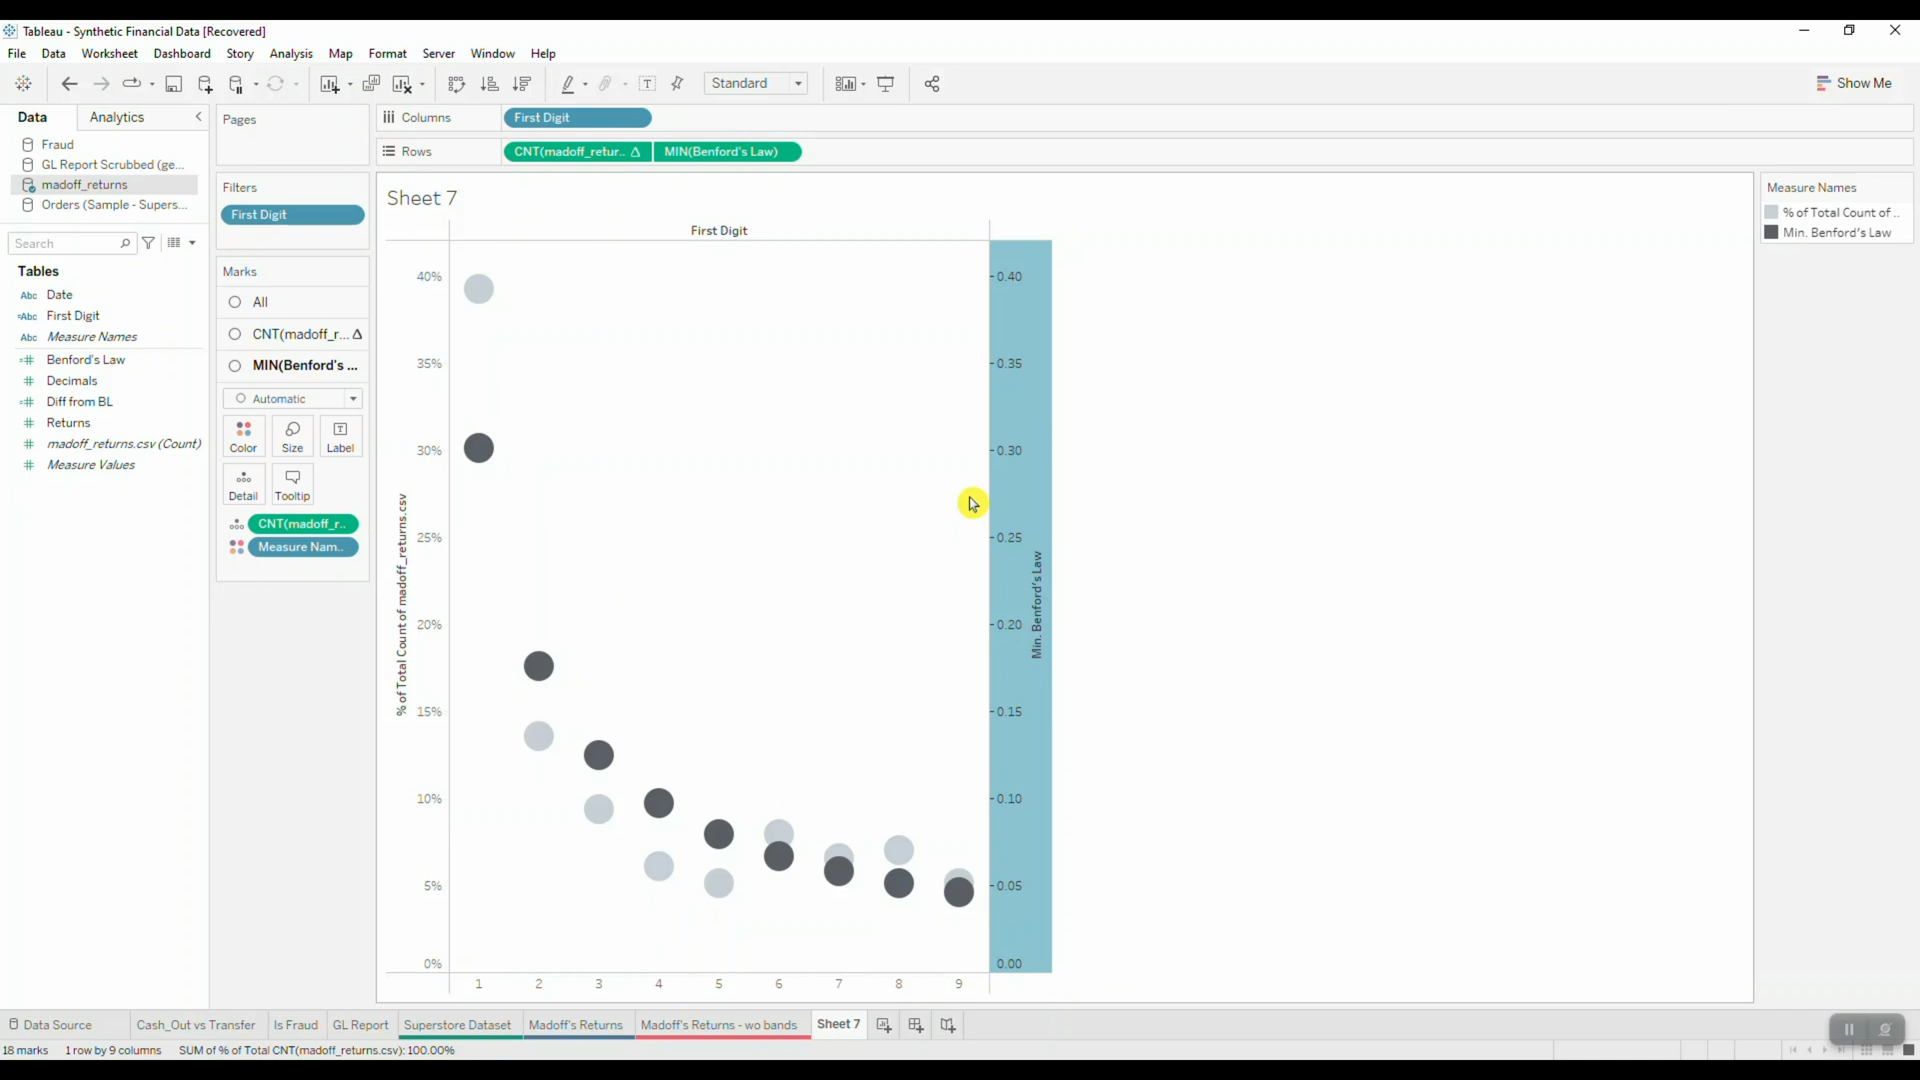 Tableau - Synthetic Financial Data [Recovered]
File Data Worksheet Dashboard Story Analysis Map Format Server Window Help
Standard
Show Me
Data Analytics
Fraud
GL Report Scrubbed (ge...
madoff_returns
Orders (Sample - Supers...
Search
Tables
Abc Date
=Abc First Digit
Abc Measure Names
=# Benford's Law
# Decimals
=# Diff from BL
# Returns
# madoff_returns.csv (Count)
# Measure Values
Pages
Filters
First Digit
Marks
All
CNT(madoff_r... Δ
MIN(Benford's ...
Automatic
Color Size Label
Detail Tooltip
CNT(madoff_r..
Measure Nam..
Columns First Digit
Rows CNT(madoff_retur.. Δ MIN(Benford's Law)
Sheet 7
First Digit
40%
35%
30%
25%
20%
15%
10%
5%
0%
% of Total Count of madoff_returns.csv
0.40
0.35
0.30
0.25
0.20
0.15
0.10
0.05
0.00
Min. Benford's Law
1 2 3 4 5 6 7 8 9
Measure Names
% of Total Count of ..
Min. Benford's Law
Data Source Cash_Out vs Transfer Is Fraud GL Report Superstore Dataset Madoff's Returns Madoff's Returns - wo bands Sheet 7
18 marks 1 row by 9 columns SUM of % of Total CNT(madoff_returns.csv): 100.00%